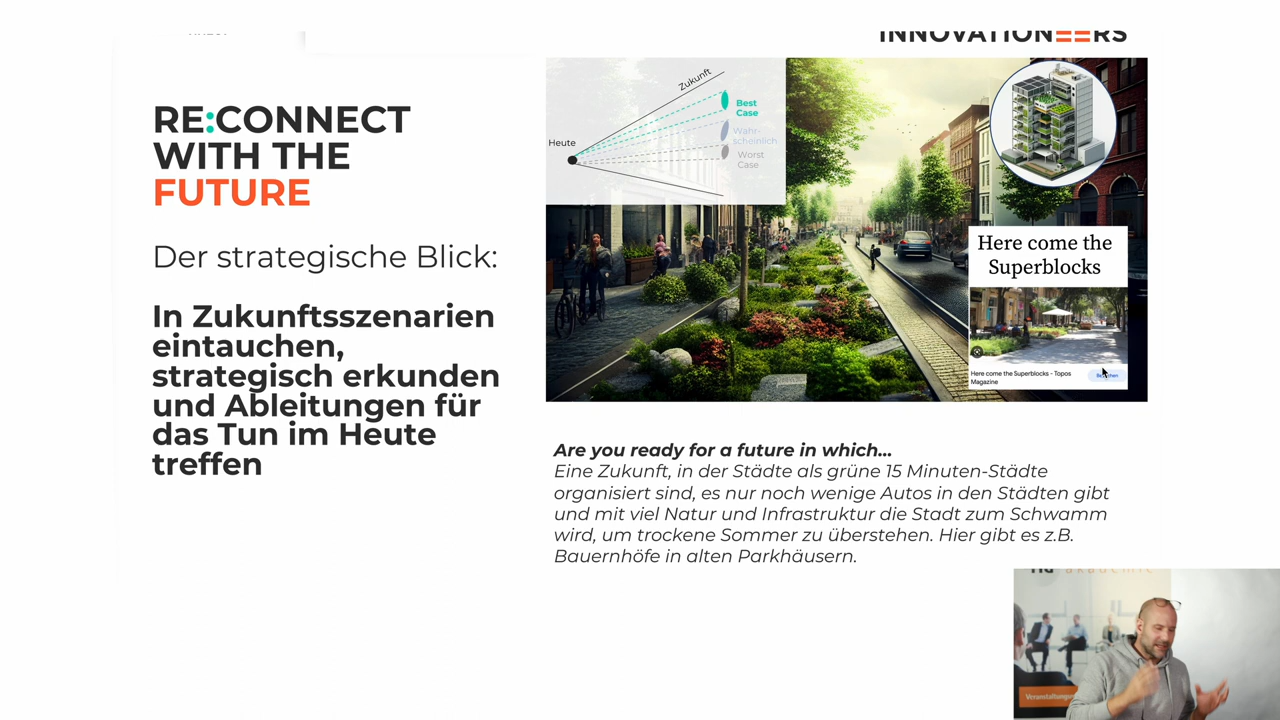 INNOVATIONEERS
RE:CONNECT
WITH THE
FUTURE
Der strategische Blick:
In Zukunftsszenarien
eintauchen,
strategisch erkunden
und Ableitungen für
das Tun im Heute
treffen
Zukunft
Heute
Best
Case
Wahr-
scheinlich
Worst
Case
Here come the
Superblocks
Here come the Superblocks - Topos
Magazine
Are you ready for a future in which...
Eine Zukunft, in der Städte als grüne 15 Minuten-Städte
organisiert sind, es nur noch wenige Autos in den Städten gibt
und mit viel Natur und Infrastruktur die Stadt zum Schwamm
wird, um trockene Sommer zu überstehen. Hier gibt es z.B.
Bauernhöfe in alten Parkhäusern.
akademie